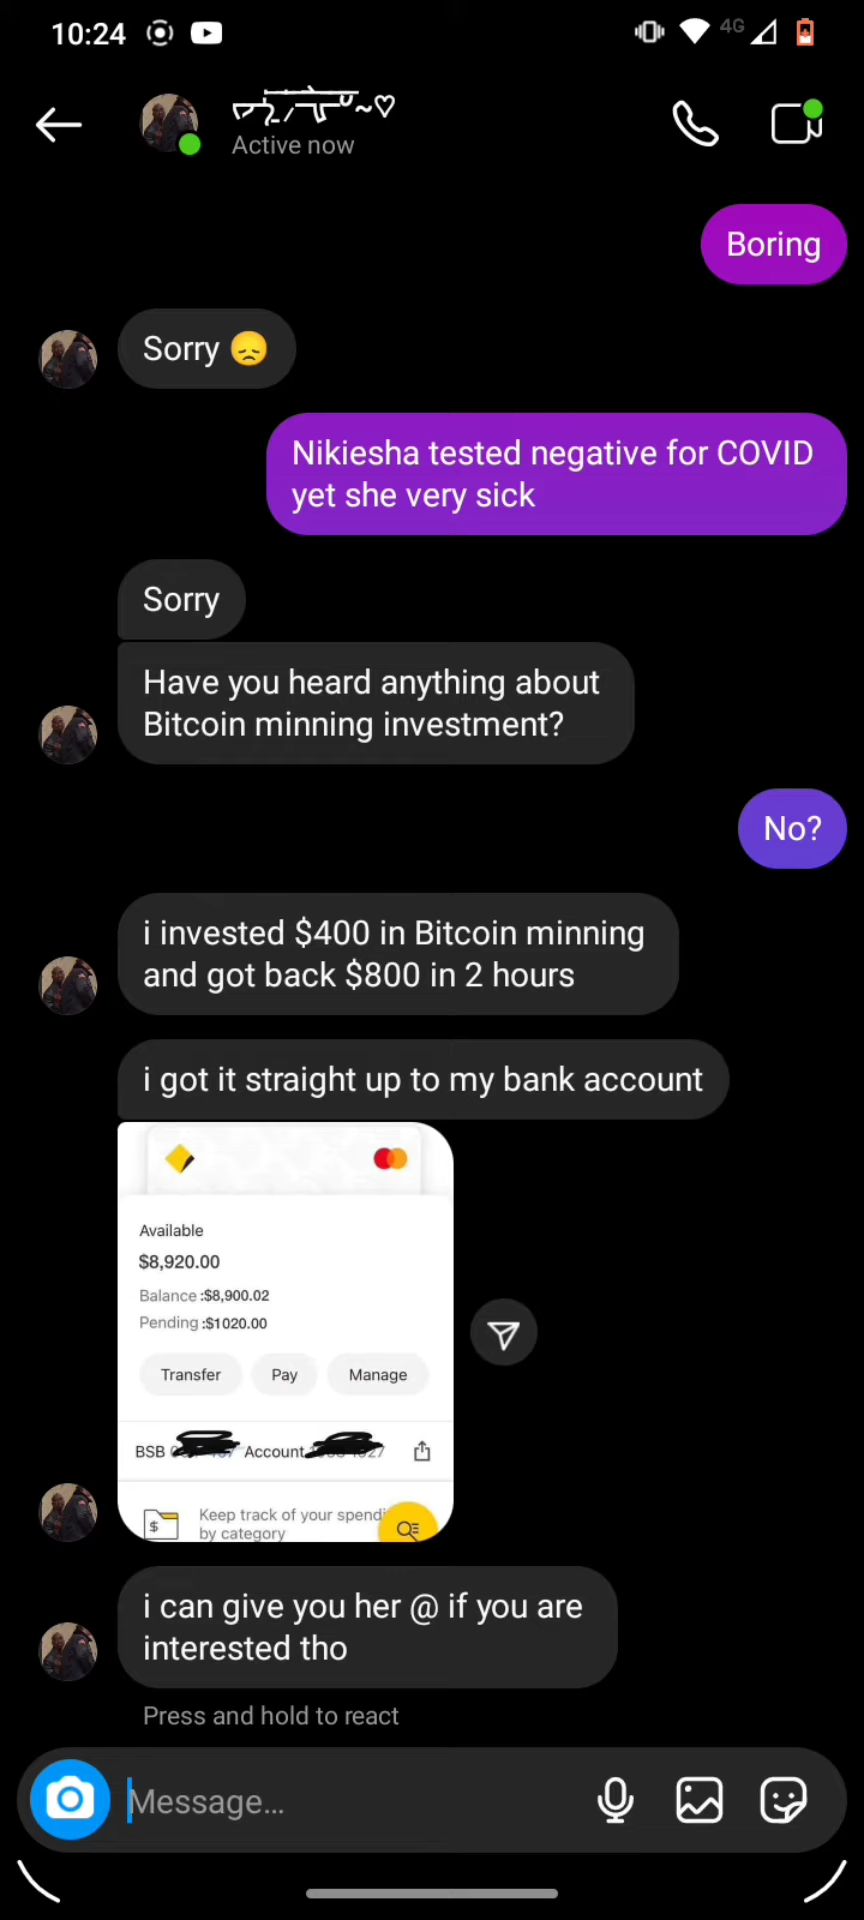 10:24
4G
Active now
Boring
Sorry 😞
Nikiesha tested negative for COVID
yet she very sick
Sorry
Have you heard anything about
Bitcoin minning investment?
No?
i invested $400 in Bitcoin minning
and got back $800 in 2 hours
i got it straight up to my bank account
Available
$8,920.00
Balance :$8,900.02
Pending :$1020.00
Transfer Pay Manage
BSB Account
Keep track of your spendi
by category
i can give you her @ if you are
interested tho
Press and hold to react
Message...